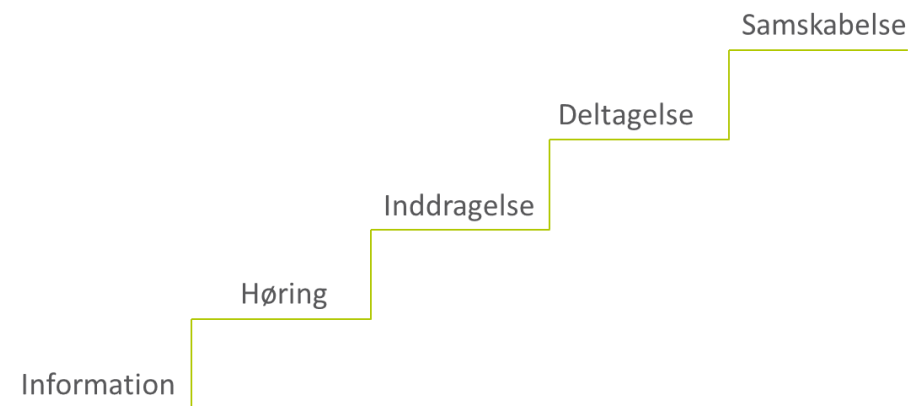 Samskabelse
Deltagelse
Inddragelse
Høring
Information